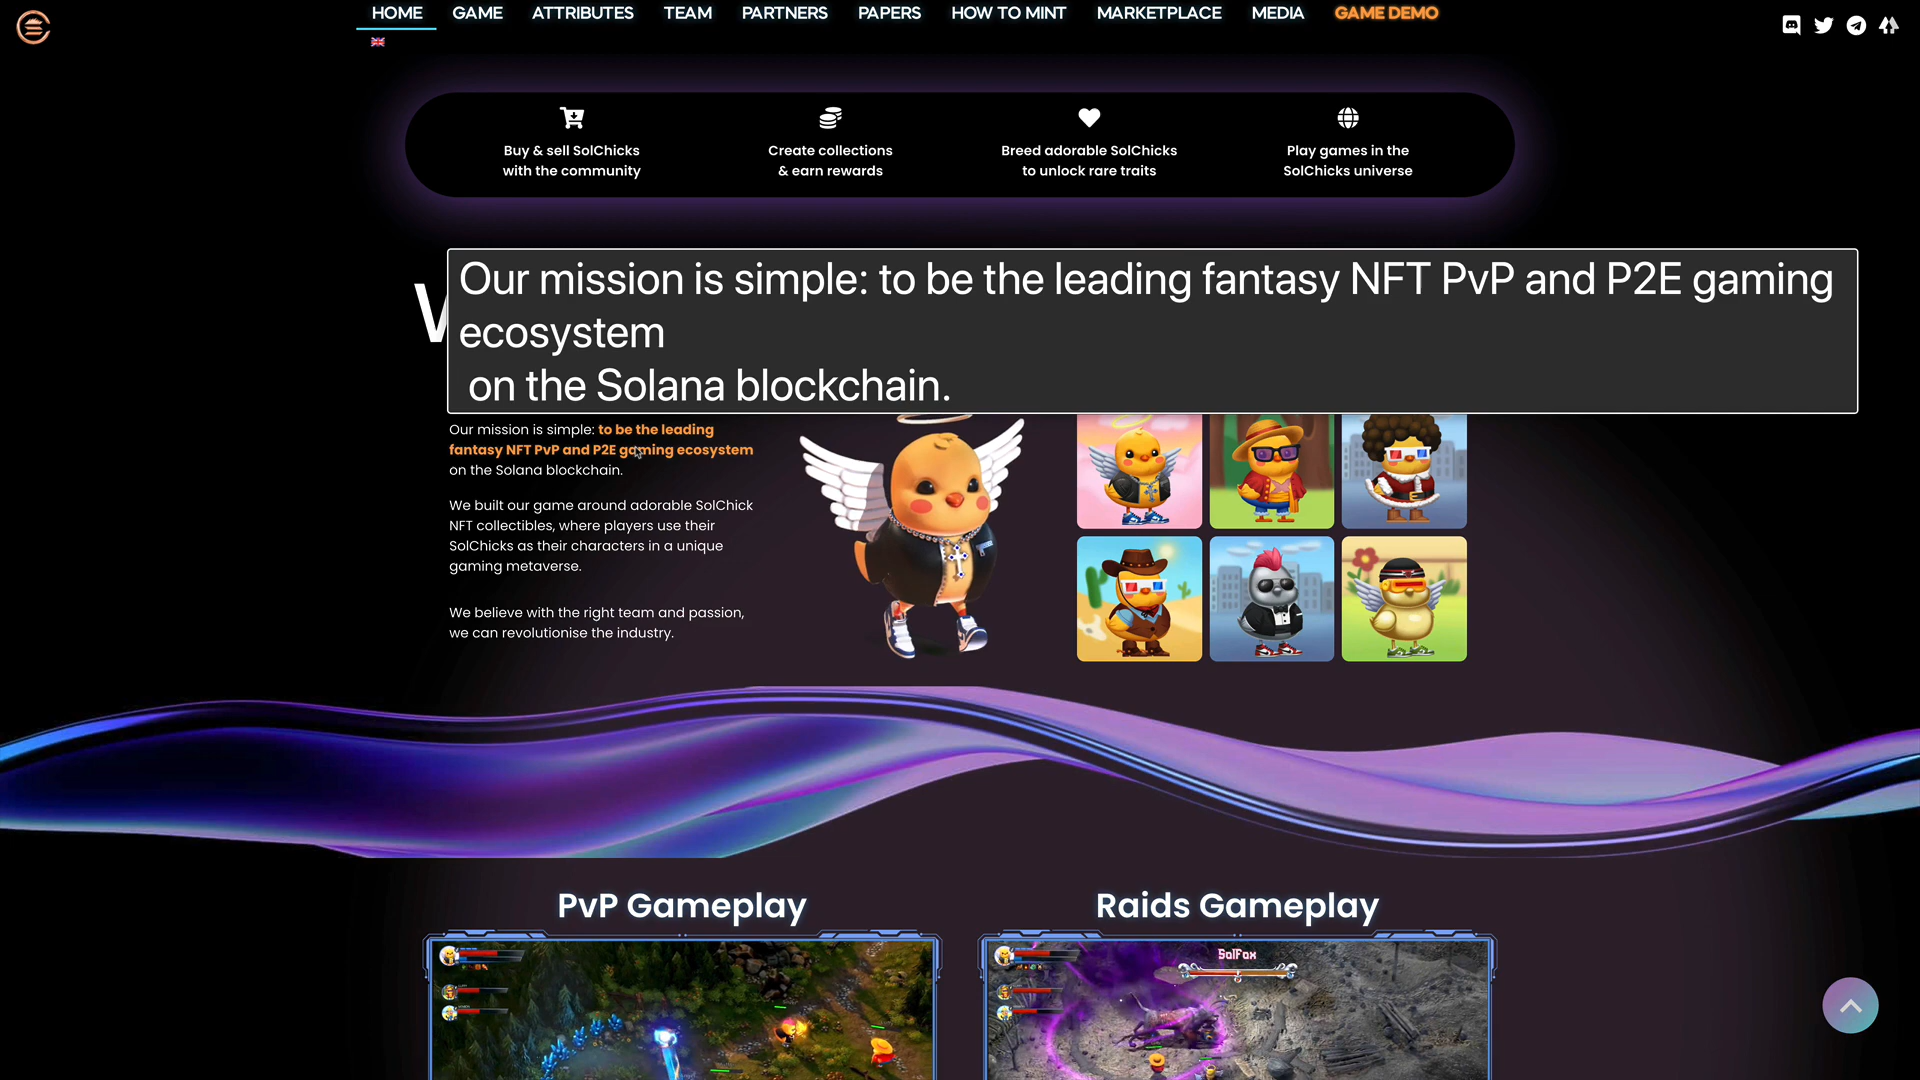 HOME GAME ATTRIBUTES TEAM PARTNERS PAPERS HOW TO MINT MARKETPLACE MEDIA GAME DEMO
Buy & sell SolChicks
with the community
Create collections
& earn rewards
Breed adorable SolChicks
to unlock rare traits
Play games in the
SolChicks universe
Our mission is simple: to be the leading fantasy NFT PvP and P2E gaming
ecosystem
on the Solana blockchain.
Our mission is simple: to be the leading
fantasy NFT PvP and P2E gaming ecosystem
on the Solana blockchain.
We built our game around adorable SolChick
NFT collectibles, where players use their
SolChicks as their characters in a unique
gaming metaverse.
We believe with the right team and passion,
we can revolutionise the industry.
PvP Gameplay
Raids Gameplay
SolFox